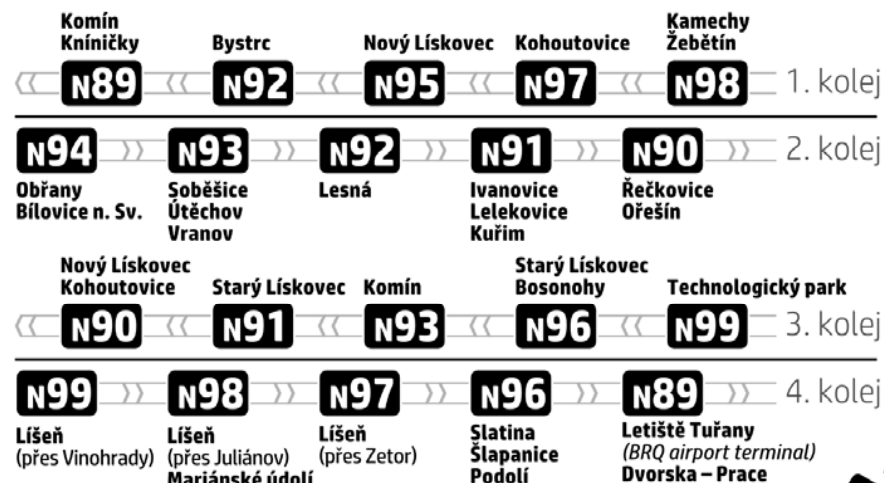 Komín
Kníničky
Bystrc
Nový Lískovec
Kohoutovice
Kamechy
Žebětín
N89 N92 N95 N97 N98 1. kolej
N94 N93 N92 N91 N90 2. kolej
Obřany
Bílovice n. Sv.
Soběšice
Útěchov
Vranov
Lesná
Ivanovice
Lelekovice
Kuřim
Řečkovice
Ořešín
Nový Lískovec
Kohoutovice
Starý Lískovec
Komín
Starý Lískovec
Bosonohy
Technologický park
N90 N91 N93 N96 N99 3. kolej
N99 N98 N97 N96 N89 4. kolej
Líšeň
(přes Vinohrady)
Líšeň
(přes Juliánov)
Mariánské údolí
Líšeň
(přes Zetor)
Slatina
Šlapanice
Podolí
Letiště Tuřany
(BRQ airport terminal)
Dvorska – Prace